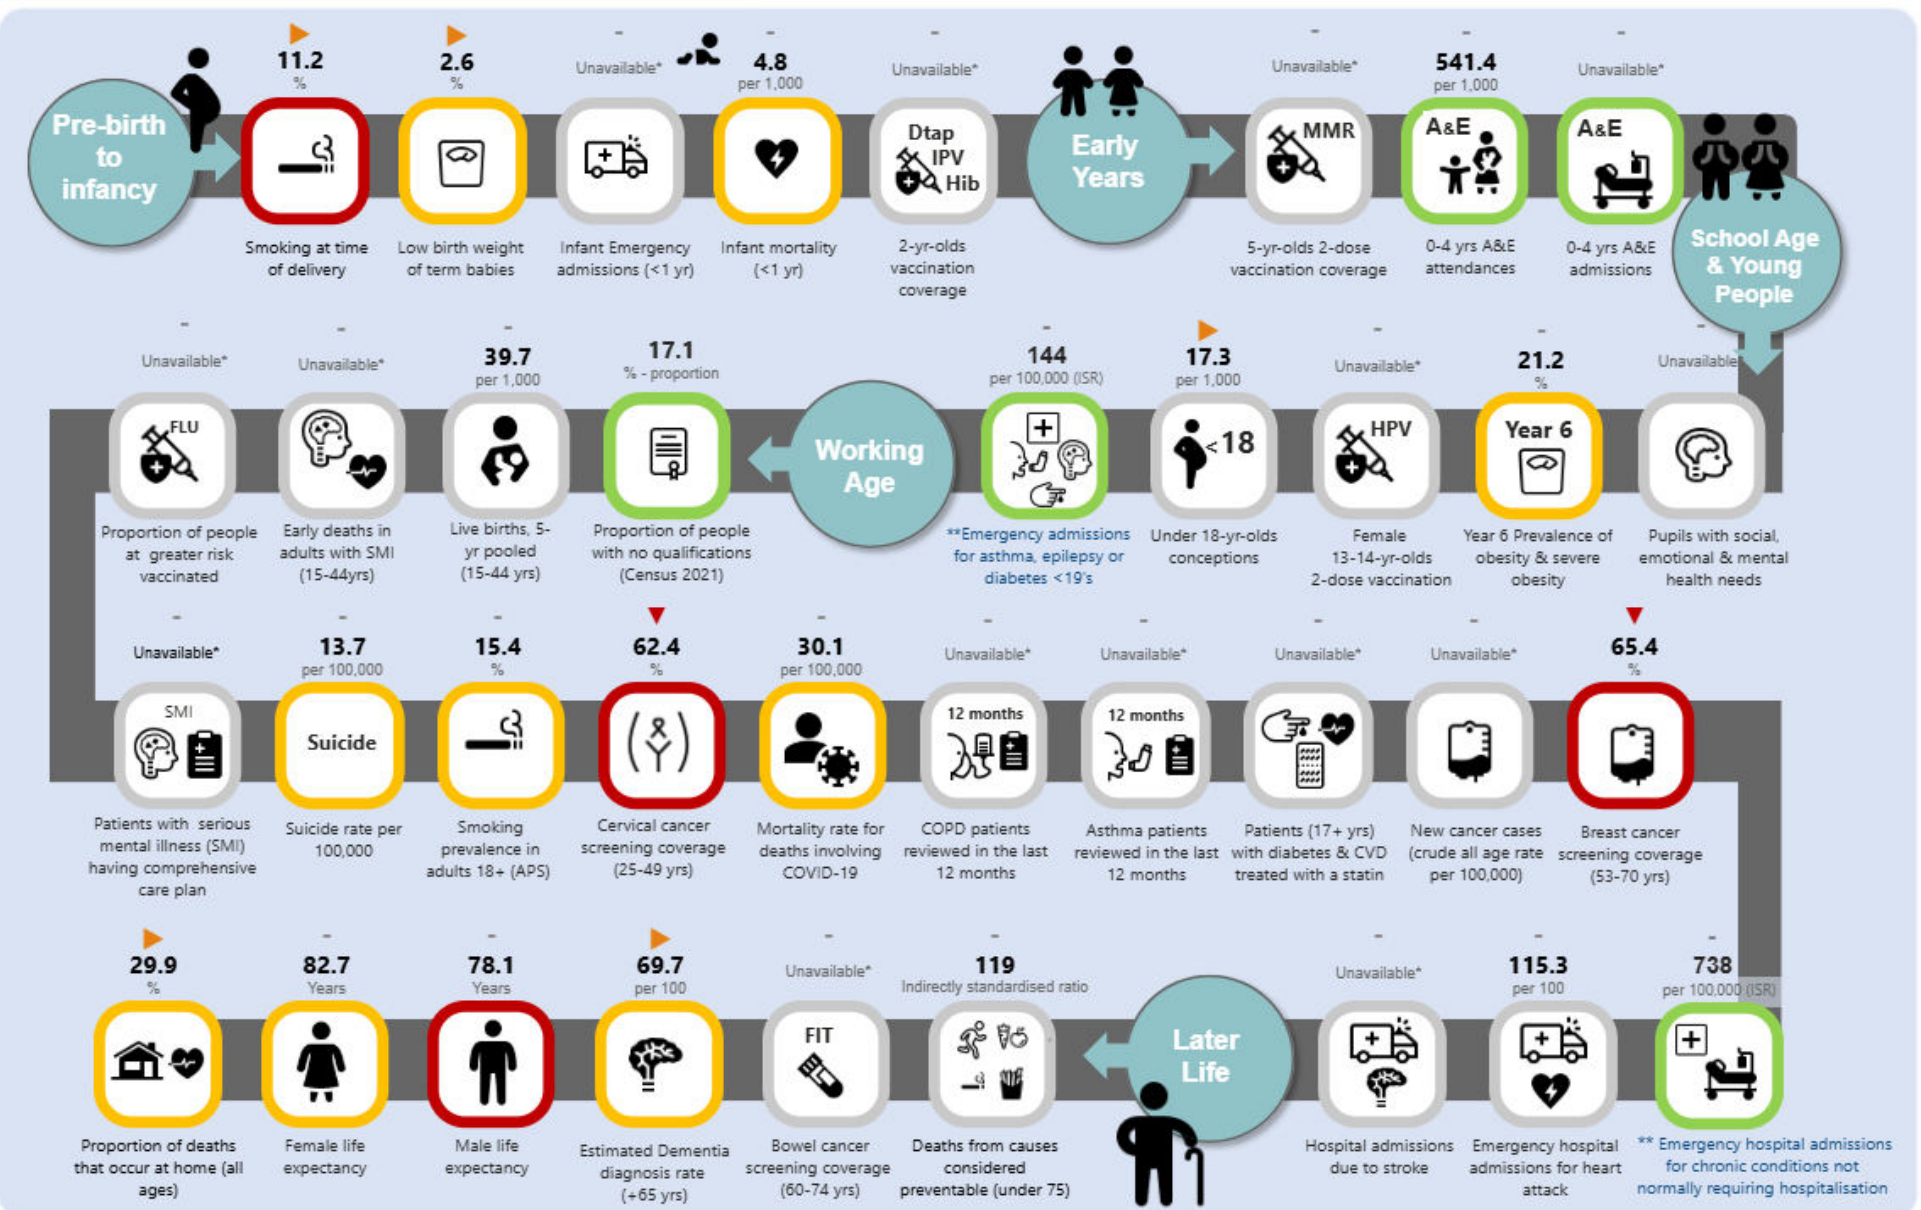 Pre-birth
to
infancy
11.2
%
Smoking at time
of delivery
2.6
%
Low birth weight
of term babies
Unavailable*
Infant Emergency
admissions (<1 yr)
4.8
per 1,000
Infant mortality
(<1 yr)
Unavailable*
Dtap
IPV
Hib
2-yr-olds
vaccination
coverage
Early
Years
Unavailable*
MMR
5-yr-olds 2-dose
vaccination coverage
541.4
per 1,000
A&E
0-4 yrs A&E
attendances
Unavailable*
A&E
0-4 yrs A&E
admissions
School Age
& Young
People
Unavailable*
FLU
Proportion of people
at greater risk
vaccinated
Unavailable*
Early deaths in
adults with SMI
(15-44yrs)
39.7
per 1,000
Live births, 5-
yr pooled
(15-44 yrs)
17.1
% - proportion
Proportion of people
with no qualifications
(Census 2021)
Working
Age
144
per 100,000 (ISR)
**Emergency admissions
for asthma, epilepsy or
diabetes <19's
17.3
per 1,000
<18
Under 18-yr-olds
conceptions
Unavailable*
HPV
Female
13-14-yr-olds
2-dose vaccination
21.2
%
Year 6
Year 6 Prevalence of
obesity & severe
obesity
Unavailable
Pupils with social,
emotional & mental
health needs
Unavailable*
SMI
Patients with serious
mental illness (SMI)
having comprehensive
care plan
13.7
per 100,000
Suicide
Suicide rate per
100,000
15.4
%
Smoking
prevalence in
adults 18+ (APS)
62.4
%
Cervical cancer
screening coverage
(25-49 yrs)
30.1
per 100,000
Mortality rate for
deaths involving
COVID-19
Unavailable*
12 months
COPD patients
reviewed in the last
12 months
Unavailable*
12 months
Asthma patients
reviewed in the last
12 months
Unavailable*
Patients (17+ yrs)
with diabetes & CVD
treated with a statin
Unavailable*
New cancer cases
(crude all age rate
per 100,000)
65.4
%
Breast cancer
screening coverage
(53-70 yrs)
29.9
%
Proportion of deaths
that occur at home (all
ages)
82.7
Years
Female life
expectancy
78.1
Years
Male life
expectancy
69.7
per 100
Estimated Dementia
diagnosis rate
(+65 yrs)
Unavailable*
FIT
Bowel cancer
screening coverage
(60-74 yrs)
119
Indirectly standardised ratio
Deaths from causes
considered
preventable (under 75)
Later
Life
Unavailable*
Hospital admissions
due to stroke
115.3
per 100
Emergency hospital
admissions for heart
attack
738
per 100,000 (ISR)
** Emergency hospital admissions
for chronic conditions not
normally requiring hospitalisation